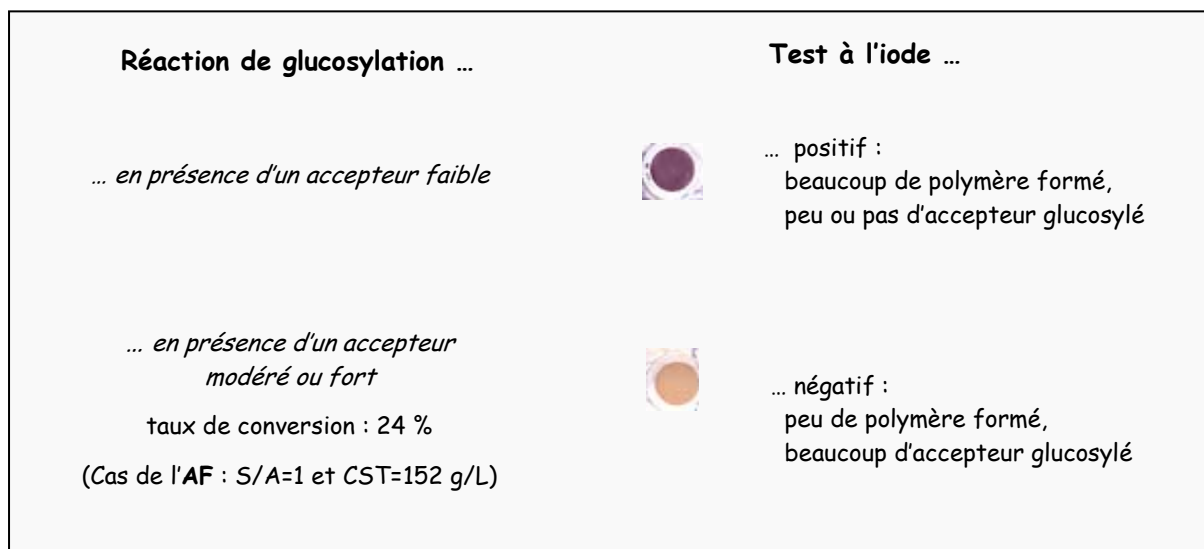 Réaction de glucosylation …
Test à l'iode …
… en présence d'un accepteur faible
… positif :
beaucoup de polymère formé,
peu ou pas d'accepteur glucosylé
… en présence d'un accepteur
modéré ou fort
taux de conversion : 24 %
(Cas de l'AF : S/A=1 et CST=152 g/L)
… négatif :
peu de polymère formé,
beaucoup d'accepteur glucosylé